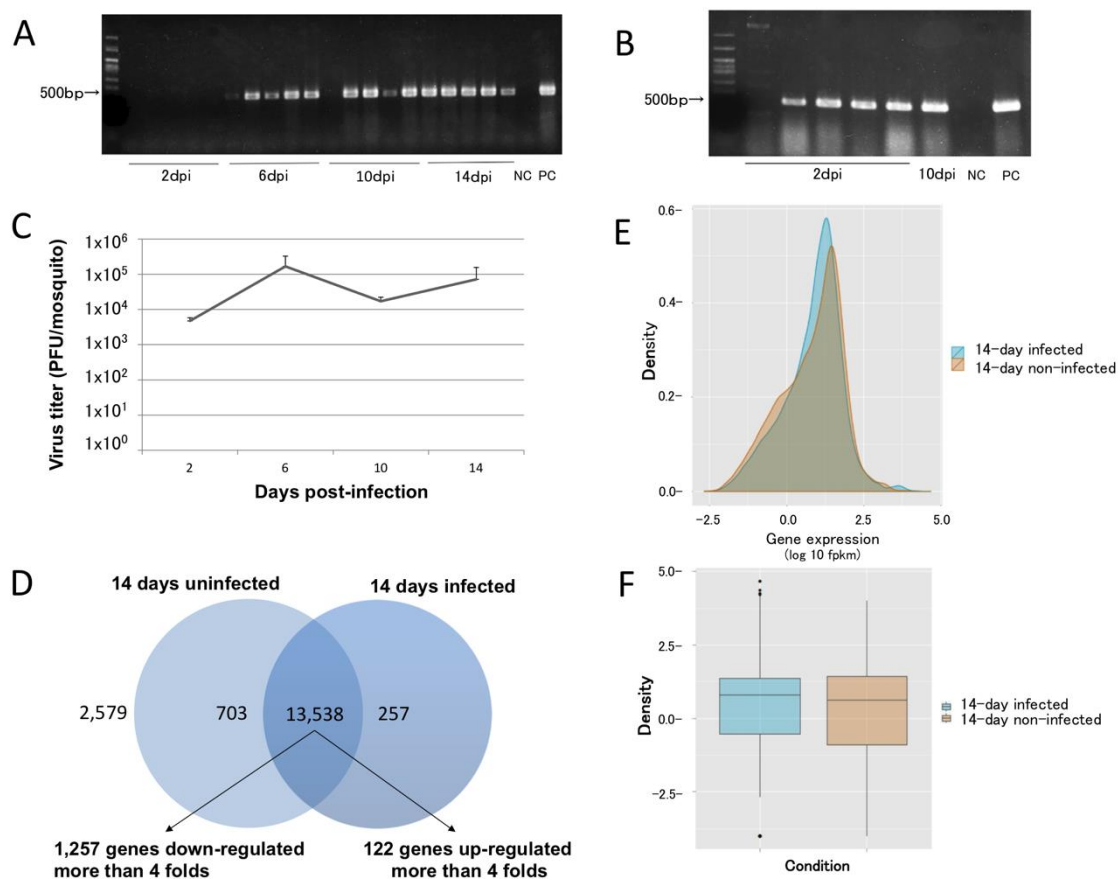 A
500bp→
2dpi 6dpi 10dpi 14dpi NC PC
B
500bp→
2dpi 10dpi NC PC
C
Virus titer (PFU/mosquito)
1x10⁶
1x10⁵
1x10⁴
1x10³
1x10²
1x10¹
1x10⁰
2 6 10 14
Days post-infection
E
Density
0.6-
0.4-
0.2-
0.0-
-2.5 0.0 2.5 5.0
Gene expression
(log 10 fpkm)
14-day infected
14-day non-infected
D
14 days uninfected 14 days infected
2,579 703 13,538 257
1,257 genes down-regulated
more than 4 folds
122 genes up-regulated
more than 4 folds
F
Density
5.0-
2.5-
0.0-
-2.5-
Condition
14-day infected
14-day non-infected